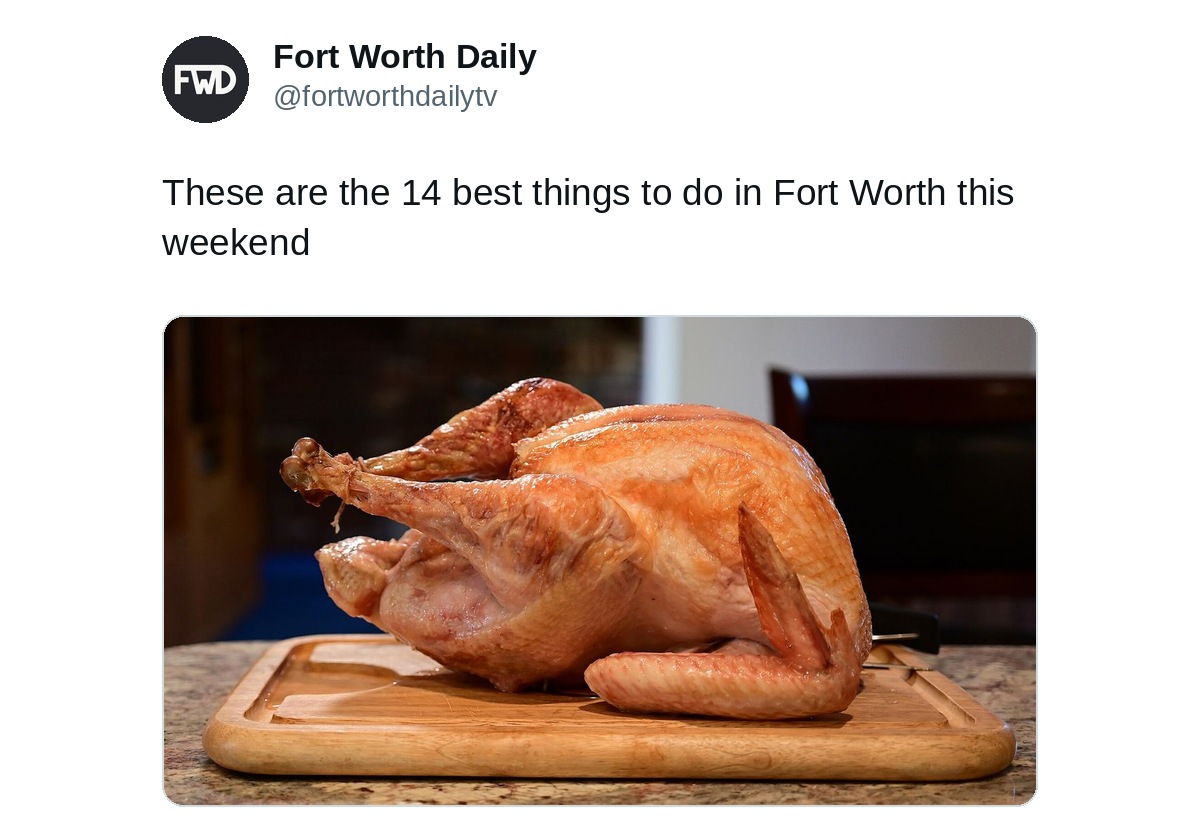 FWD
Fort Worth Daily
@fortworthdailytv
These are the 14 best things to do in Fort Worth this
weekend